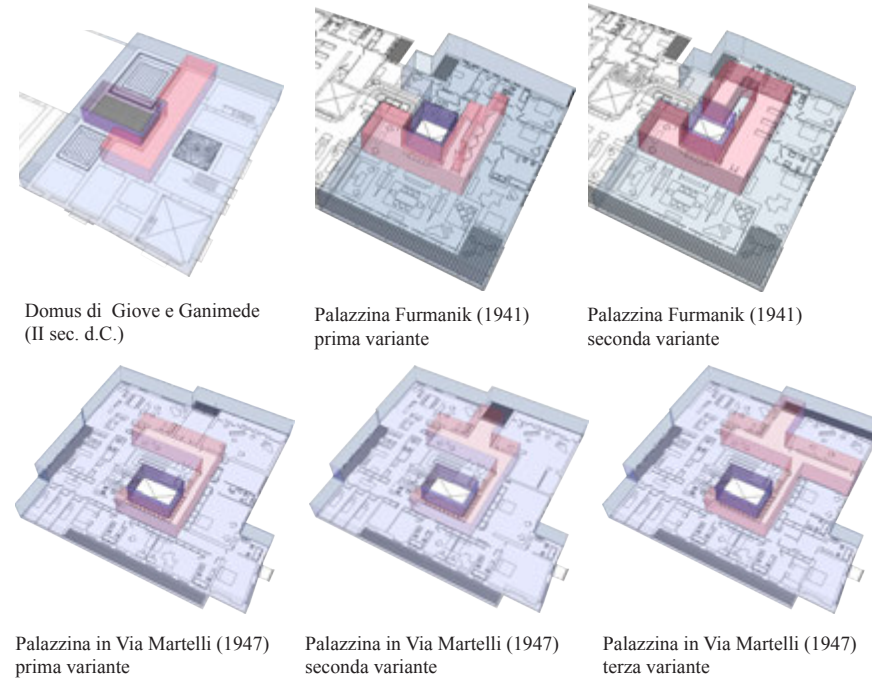 Domus di Giove e Ganimede
(II sec. d.C.)
Palazzina Furmanik (1941)
prima variante
Palazzina Furmanik (1941)
seconda variante
Palazzina in Via Martelli (1947)
prima variante
Palazzina in Via Martelli (1947)
seconda variante
Palazzina in Via Martelli (1947)
terza variante